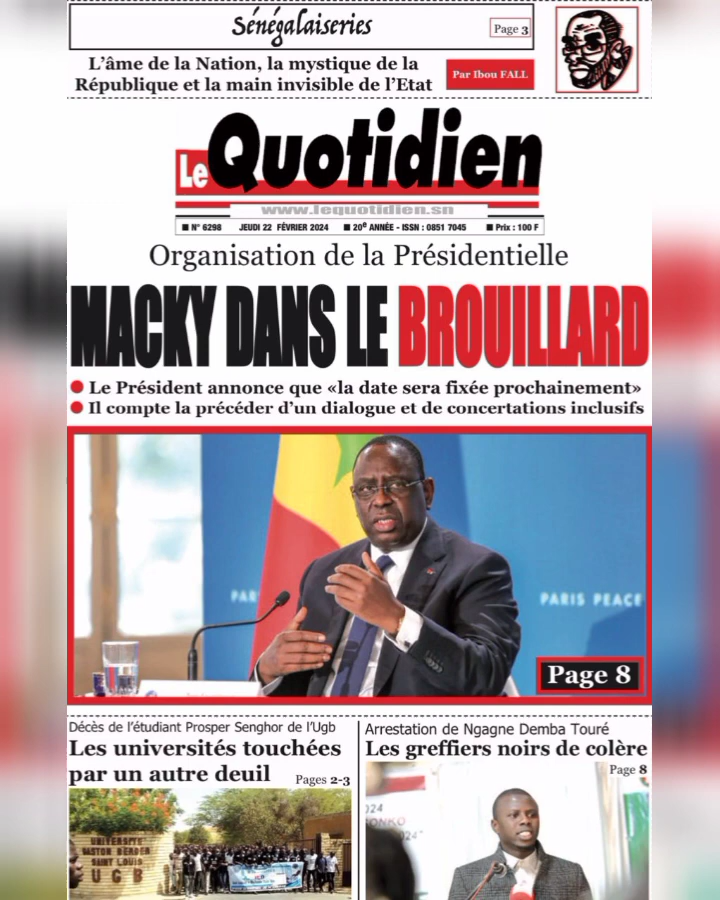 Sénégalaiseries
Page 3
L'âme de la Nation, la mystique de la
République et la main invisible de l'Etat
Par Ibou FALL
Le Quotidien
www.lequotidien.sn
N° 6298 JEUDI 22 FÉVRIER 2024 20e ANNÉE - ISSN : 0851 7045 Prix : 100 F
Organisation de la Présidentielle
MACKY DANS LE BROUILLARD
Le Président annonce que «la date sera fixée prochainement»
Il compte la précéder d'un dialogue et de concertations inclusifs
PAR
PARIS PEACE
Page 8
Décès de l'étudiant Prosper Senghor de l'Ugb
Les universités touchées
par un autre deuil
Pages 2-3
UNIVERSITE
GASTON BERGER
SAINT LOUIS
UGB
Arrestation de Ngagne Demba Touré
Les greffiers noirs de colère
Page 8
024
ONKO
024